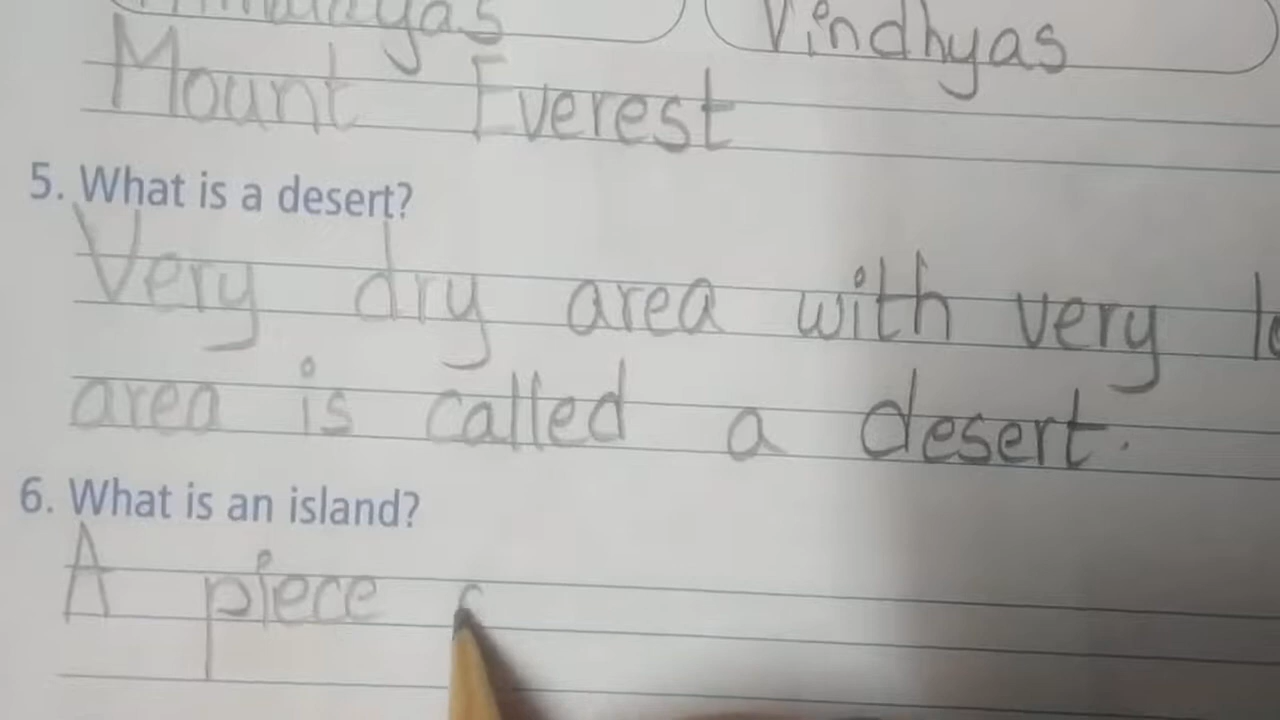 Vindhyas
Mount Everest
5. What is a desert?
Very dry area with very
area is called a desert.
6. What is an island?
A piece